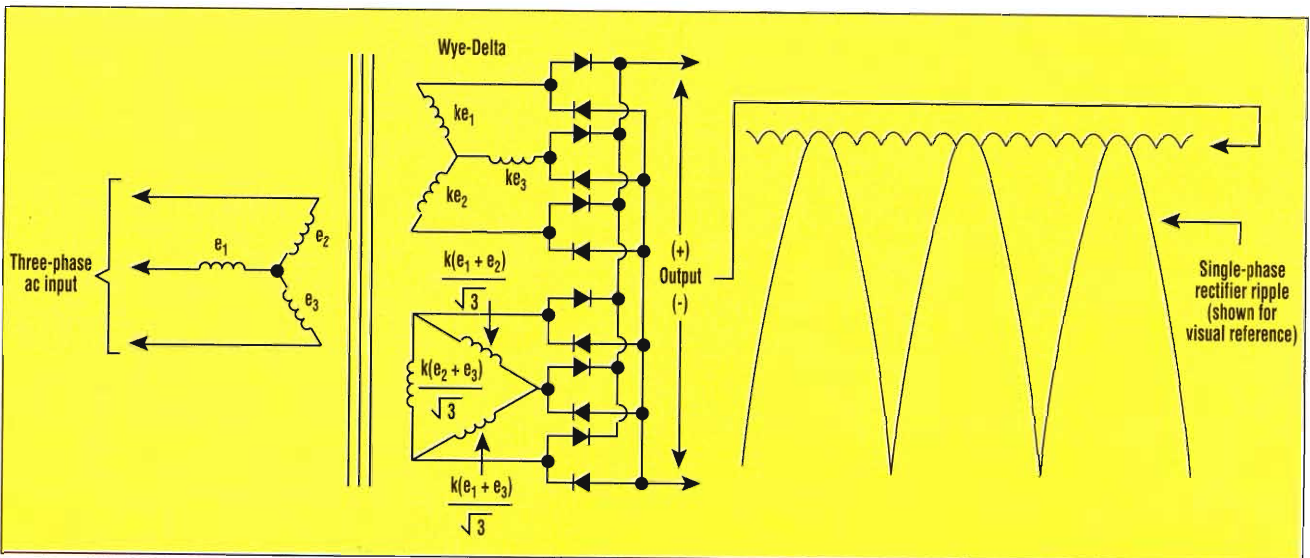 Wye-Delta
Three-phase
ac input
e₁
e₂
e₃
ke₁
ke₂
ke₃
k(e₁ + e₂)
√3
k(e₂ + e₃)
√3
k(e₁ + e₃)
√3
(+)
Output
(-)
Single-phase
rectifier ripple
(shown for
visual reference)